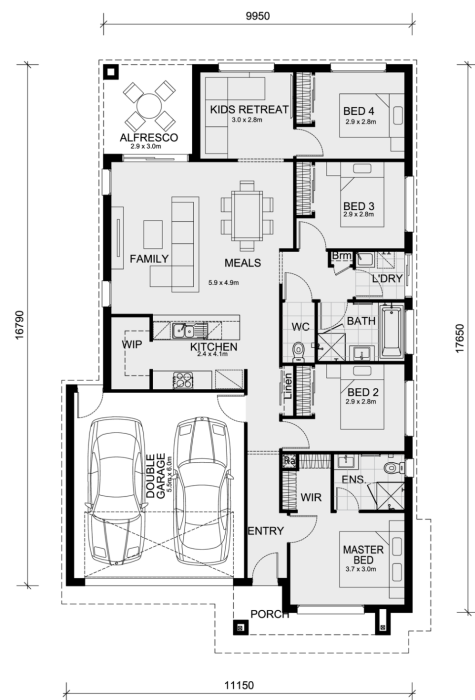 9950
KIDS RETREAT
3.0 x 2.8m
BED 4
2.9 x 2.8m
ALFRESCO
2.9 x 3.0m
BED 3
2.9 x 2.8m
FAMILY
MEALS
5.9 x 4.9m
Brm
L'DRY
16790
17650
WC
BATH
WIP
KITCHEN
2.4 x 4.1m
Linen
BED 2
2.9 x 2.8m
DOUBLE
GARAGE
5.5m x 6.0m
WIR
ENS.
ENTRY
MASTER
BED
3.7 x 3.0m
PORCH
11150